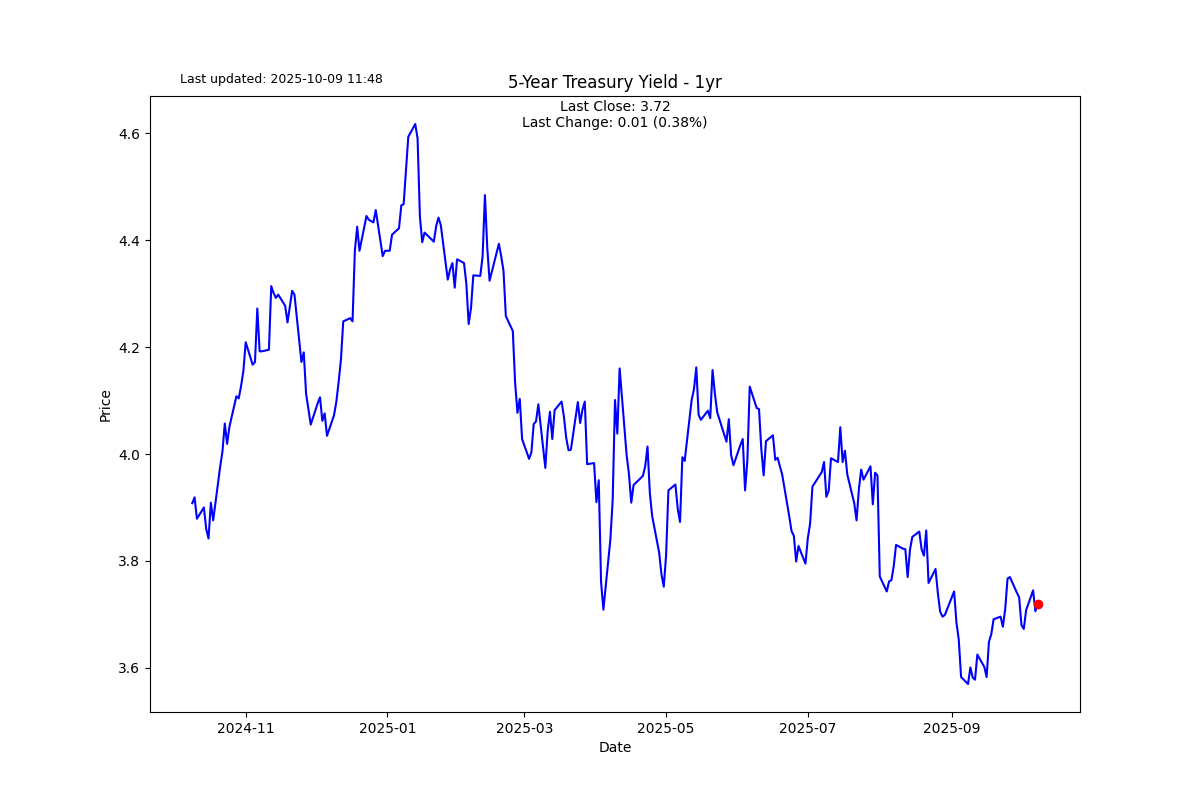 Last updated: 2025-10-09 11:48
5-Year Treasury Yield - 1yr
Last Close: 3.72
Last Change: 0.01 (0.38%)
Price
4.6
4.4
4.2
4.0
3.8
3.6
2024-11
2025-01
2025-03
2025-05
2025-07
2025-09
Date